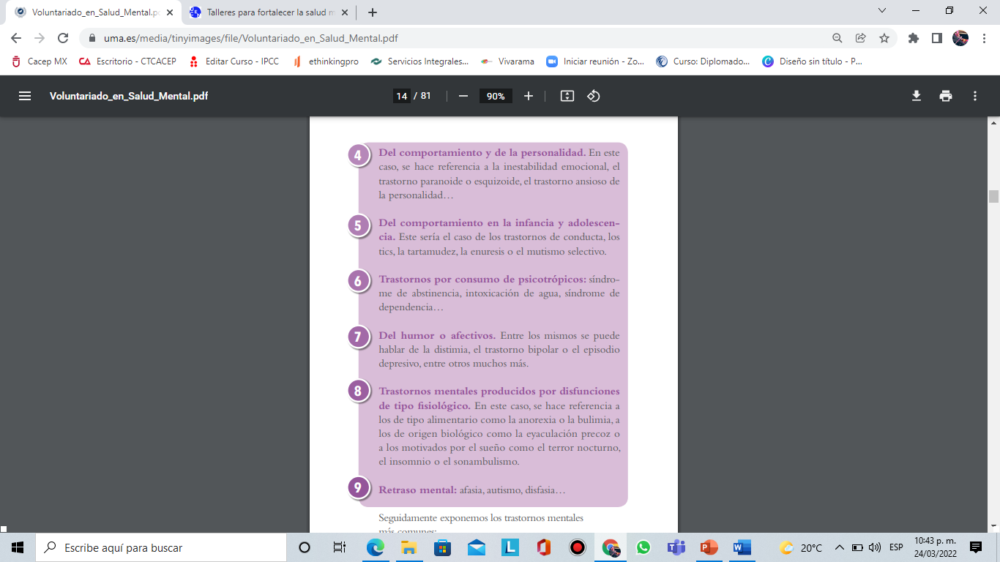 Voluntariado_en_Salud_Mental.pd
Talleres para fortalecer la salud m
uma.es/media/tinyimages/file/Voluntariado_en_Salud_Mental.pdf
Cacep MX
Escritorio - CTCACEP
Editar Curso - IPCC
ethinkingpro
Servicios Integrales...
Vivarama
Iniciar reunión - Zo...
Curso: Diplomado...
Diseño sin título - P...
Voluntariado_en_Salud_Mental.pdf
14 / 81
90%
4
Del comportamiento y de la personalidad. En este
caso, se hace referencia a la inestabilidad emocional, el
trastorno paranoide o esquizoide, el trastorno ansioso de
la personalidad…
5
Del comportamiento en la infancia y adolescen-
cia. Este sería el caso de los trastornos de conducta, los
tics, la tartamudez, la enuresis o el mutismo selectivo.
6
Trastornos por consumo de psicotrópicos: síndro-
me de abstinencia, intoxicación de agua, síndrome de
dependencia…
7
Del humor o afectivos. Entre los mismos se puede
hablar de la distimia, el trastorno bipolar o el episodio
depresivo, entre otros muchos más.
8
Trastornos mentales producidos por disfunciones
de tipo fisiológico. En este caso, se hace referencia a
los de tipo alimentario como la anorexia o la bulimia, a
los de origen biológico como la eyaculación precoz o
a los motivados por el sueño como el terror nocturno,
el insomnio o el sonambulismo.
9
Retraso mental: afasia, autismo, disfasia…
Seguidamente exponemos los trastornos mentales
más comunes:
Escribe aquí para buscar
20°C
ESP
10:43 p. m.
24/03/2022